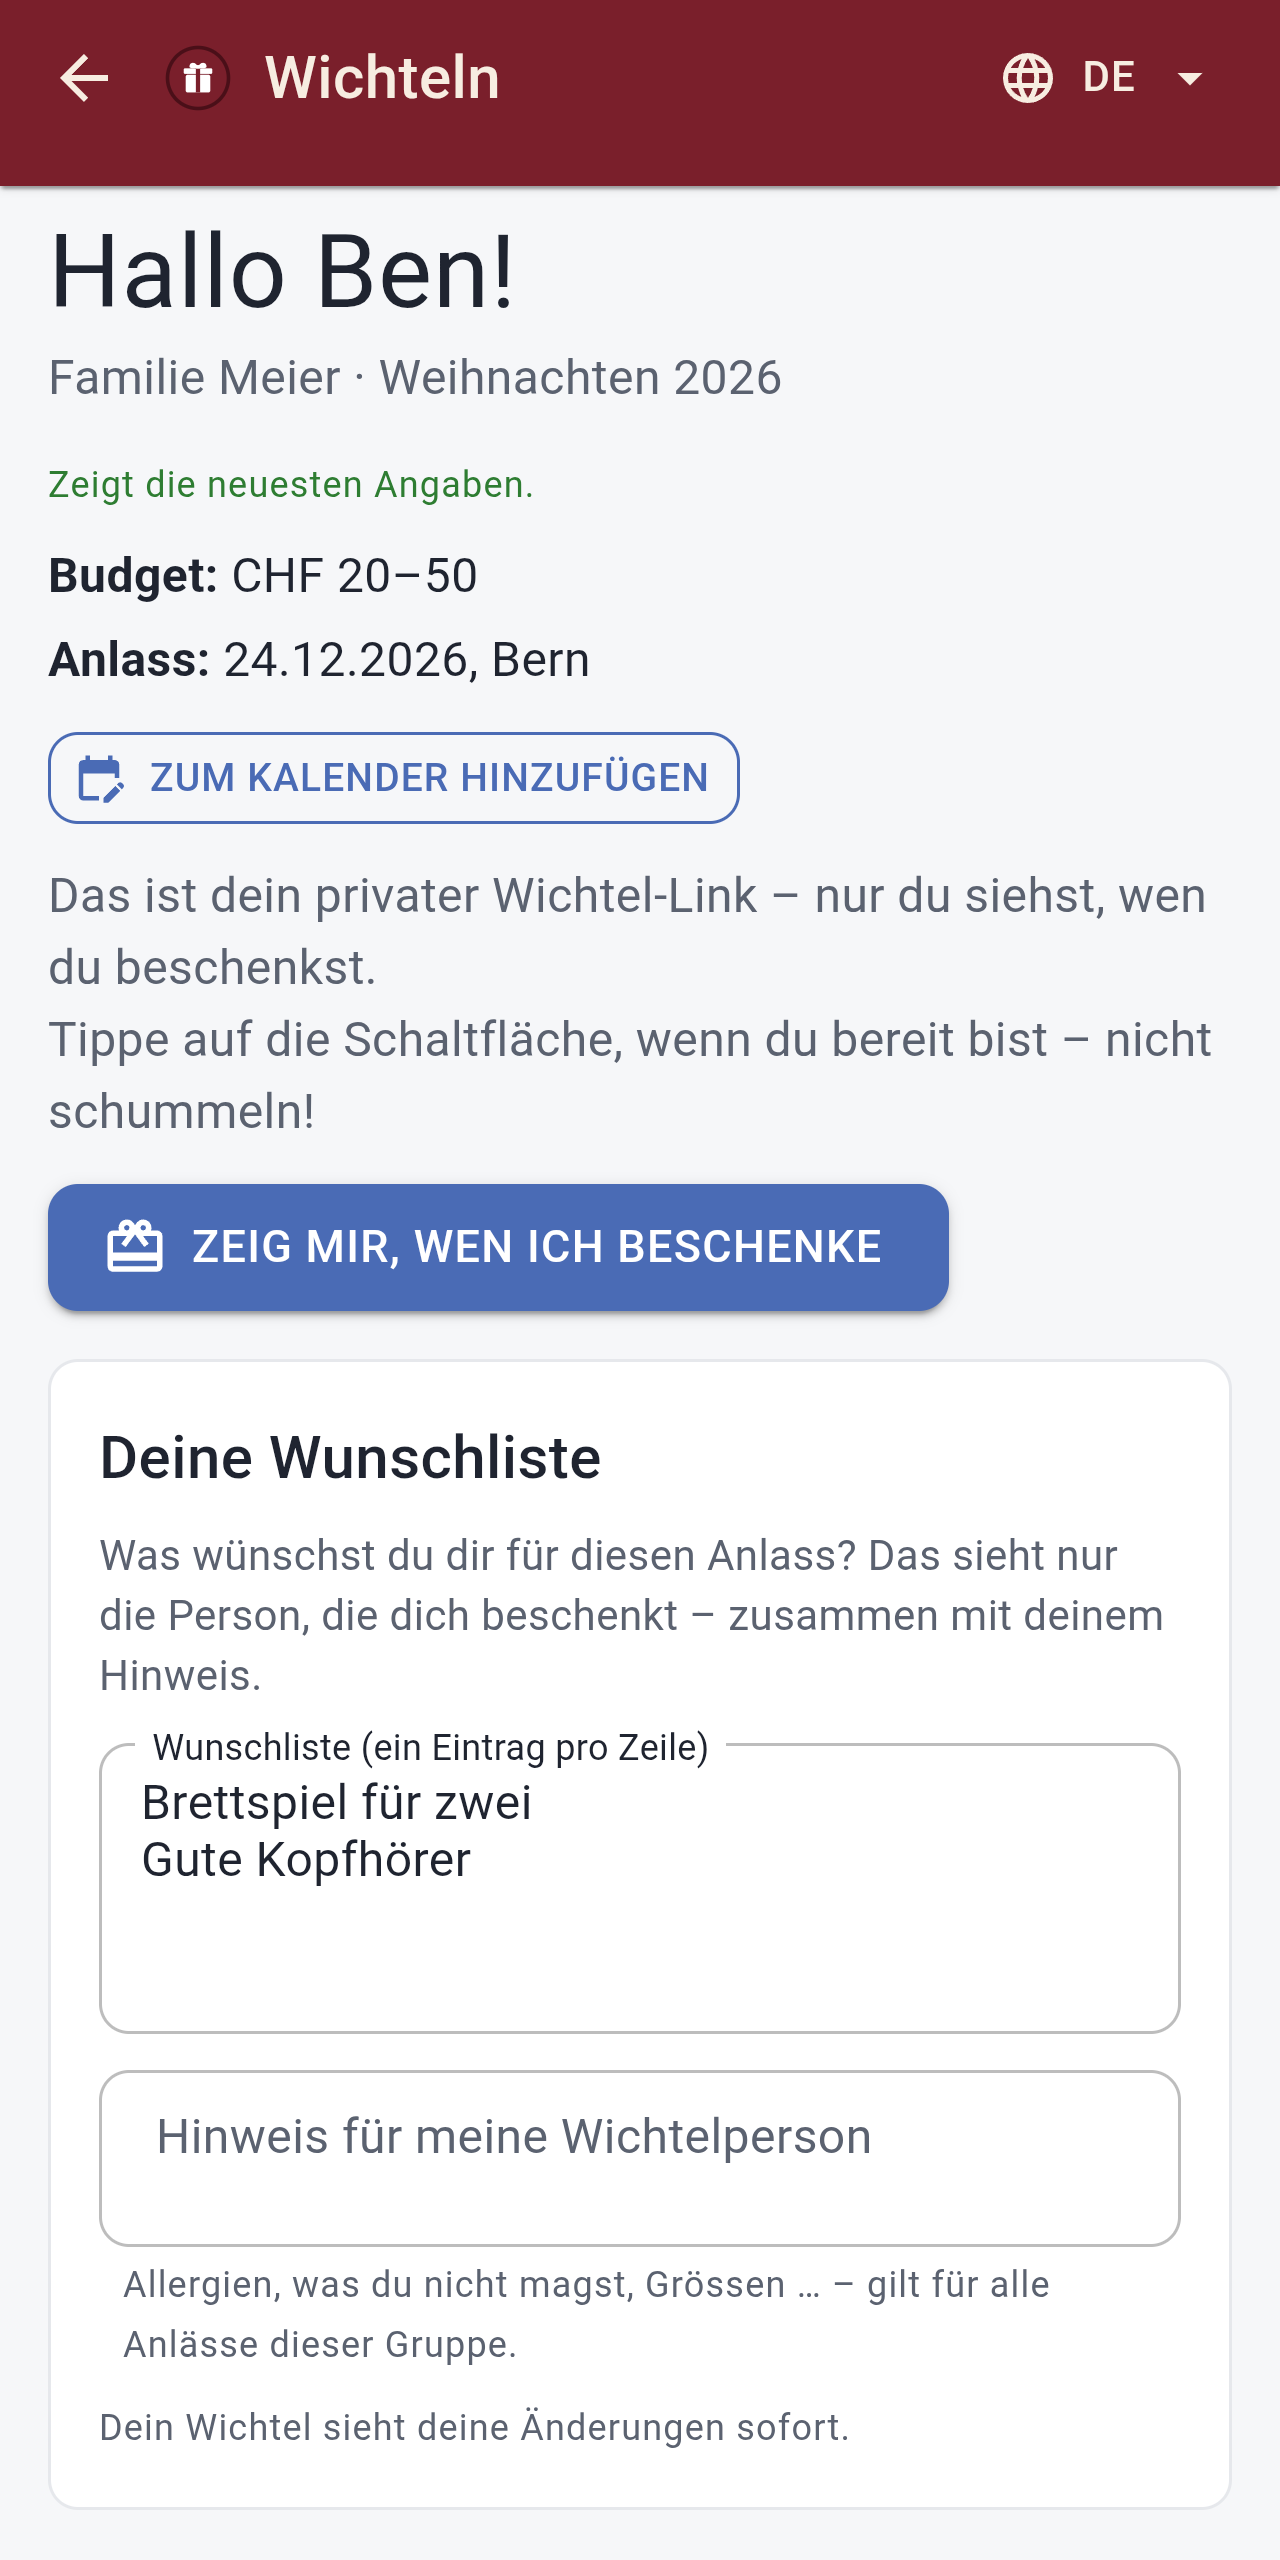 Wichteln
DE
Hallo Ben!
Familie Meier · Weihnachten 2026
Zeigt die neuesten Angaben.
Budget: CHF 20–50
Anlass: 24.12.2026, Bern
ZUM KALENDER HINZUFÜGEN
Das ist dein privater Wichtel-Link – nur du siehst, wen
du beschenkst.
Tippe auf die Schaltfläche, wenn du bereit bist – nicht
schummeln!
ZEIG MIR, WEN ICH BESCHENKE
Deine Wunschliste
Was wünschst du dir für diesen Anlass? Das sieht nur
die Person, die dich beschenkt – zusammen mit deinem
Hinweis.
Wunschliste (ein Eintrag pro Zeile)
Brettspiel für zwei
Gute Kopfhörer
Hinweis für meine Wichtelperson
Allergien, was du nicht magst, Grössen … – gilt für alle
Anlässe dieser Gruppe.
Dein Wichtel sieht deine Änderungen sofort.